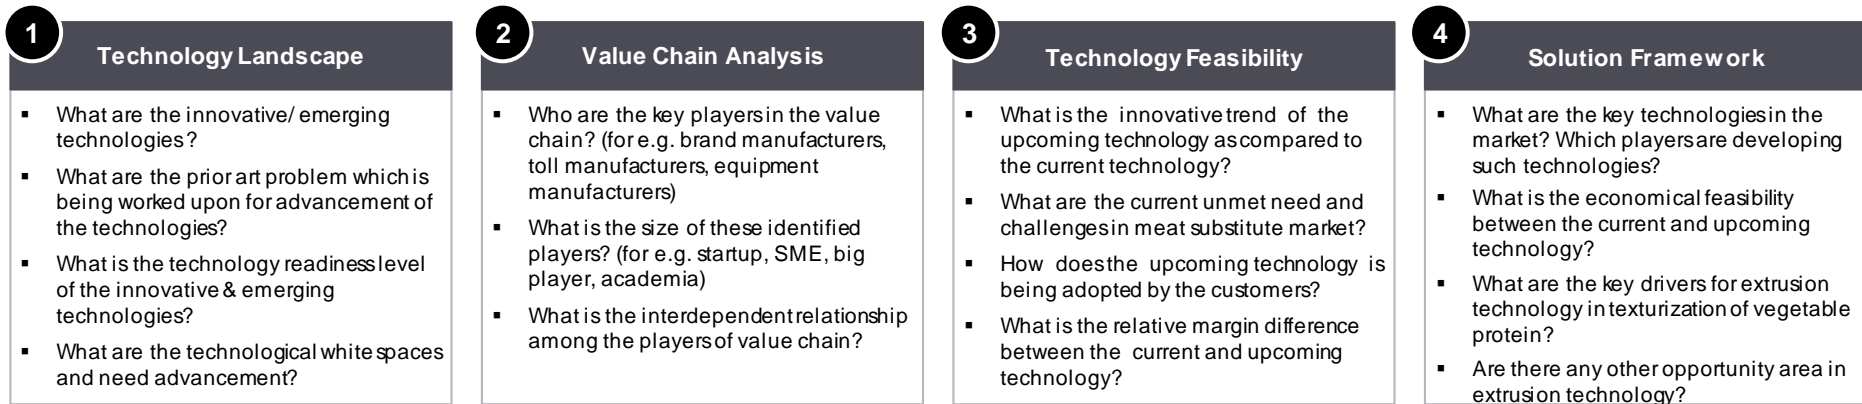 1
Technology Landscape
▪ What are the innovative/ emerging
technologies?
▪ What are the prior art problem which is
being worked upon for advancement of
the technologies?
▪ What is the technology readiness level
of the innovative & emerging
technologies?
▪ What are the technological white spaces
and need advancement?
2
Value Chain Analysis
▪ Who are the key players in the value
chain? (for e.g. brand manufacturers,
toll manufacturers, equipment
manufacturers)
▪ What is the size of these identified
players? (for e.g. startup, SME, big
player, academia)
▪ What is the interdependent relationship
among the players of value chain?
3
Technology Feasibility
▪ What is the innovative trend of the
upcoming technology as compared to
the current technology?
▪ What are the current unmet need and
challenges in meat substitute market?
▪ How does the upcoming technology is
being adopted by the customers?
▪ What is the relative margin difference
between the current and upcoming
technology?
4
Solution Framework
▪ What are the key technologies in the
market? Which players are developing
such technologies?
▪ What is the economical feasibility
between the current and upcoming
technology?
▪ What are the key drivers for extrusion
technology in texturization of vegetable
protein?
▪ Are there any other opportunity area in
extrusion technology?